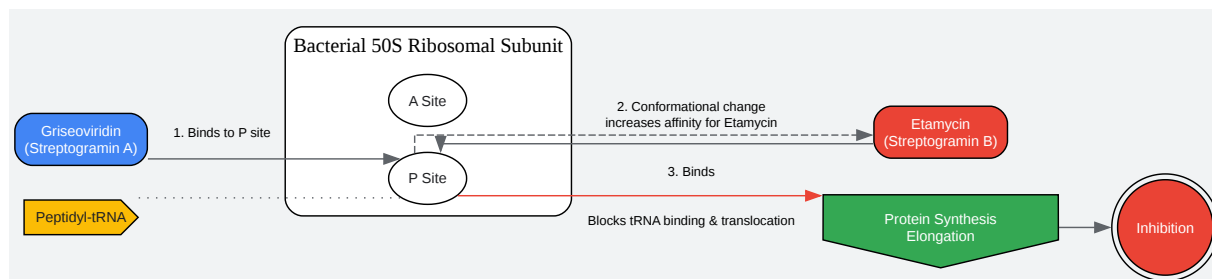 Bacterial 50S Ribosomal Subunit
A Site
Griseoviridin
(Streptogramin A)
1. Binds to P site
2. Conformational change
increases affinity for Etamycin
Etamycin
(Streptogramin B)
P Site
3. Binds
Peptidyl-tRNA
Blocks tRNA binding & translocation
Protein Synthesis
Elongation
Inhibition